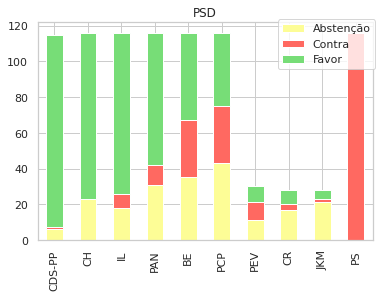 PSD
Abstenção
Contra
Favor
120
100
80
60
40
20
0
CDS-PP
CH
IL
PAN
BE
PCP
PEV
CR
JKM
PS